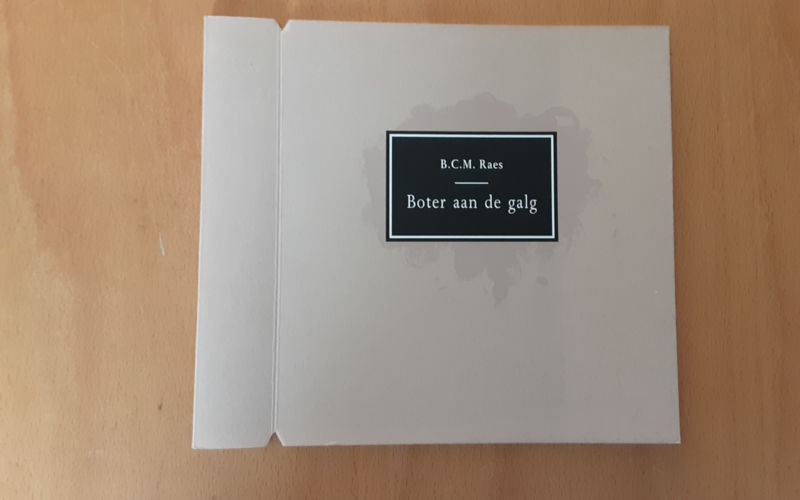 B.C.M. Raes
Boter aan de galg